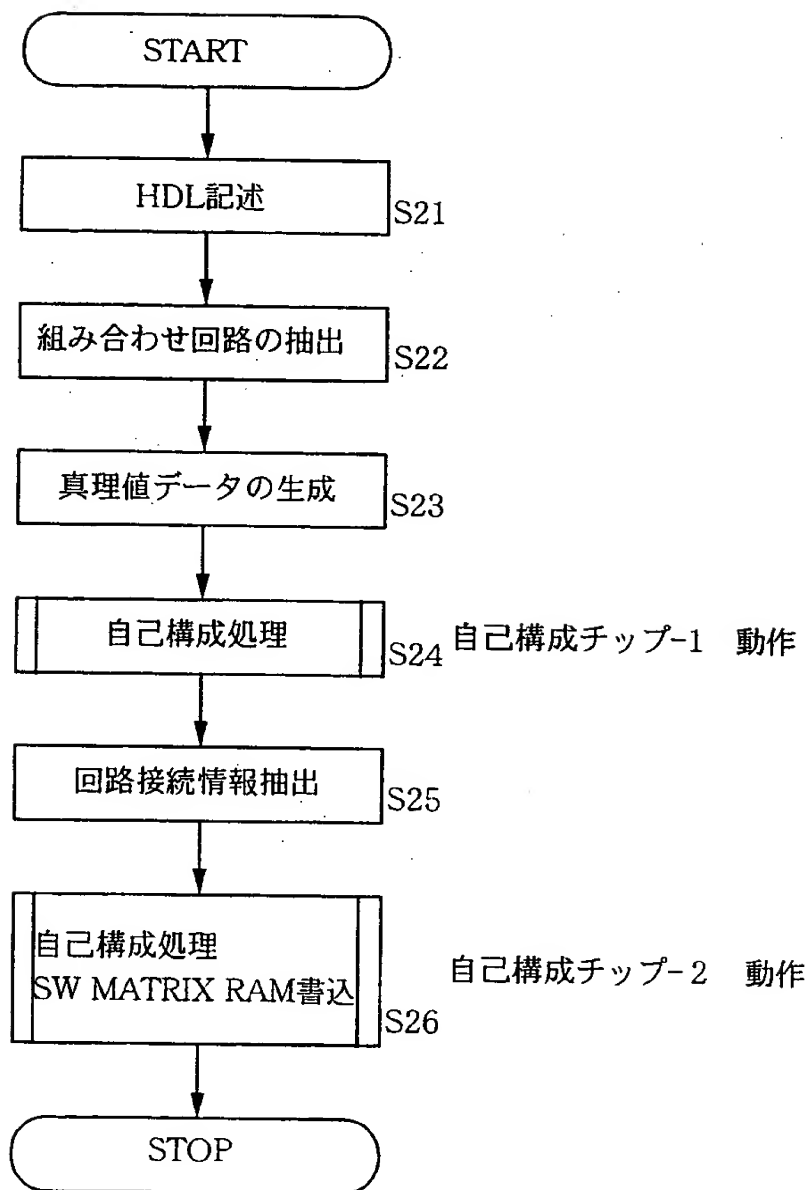 START
HDL記述
S21
組み合わせ回路の抽出
S22
真理値データの生成
S23
自己構成処理
S24
自己構成チップ-1 動作
回路接続情報抽出
S25
自己構成処理
SW MATRIX RAM書込
S26
自己構成チップ-2 動作
STOP